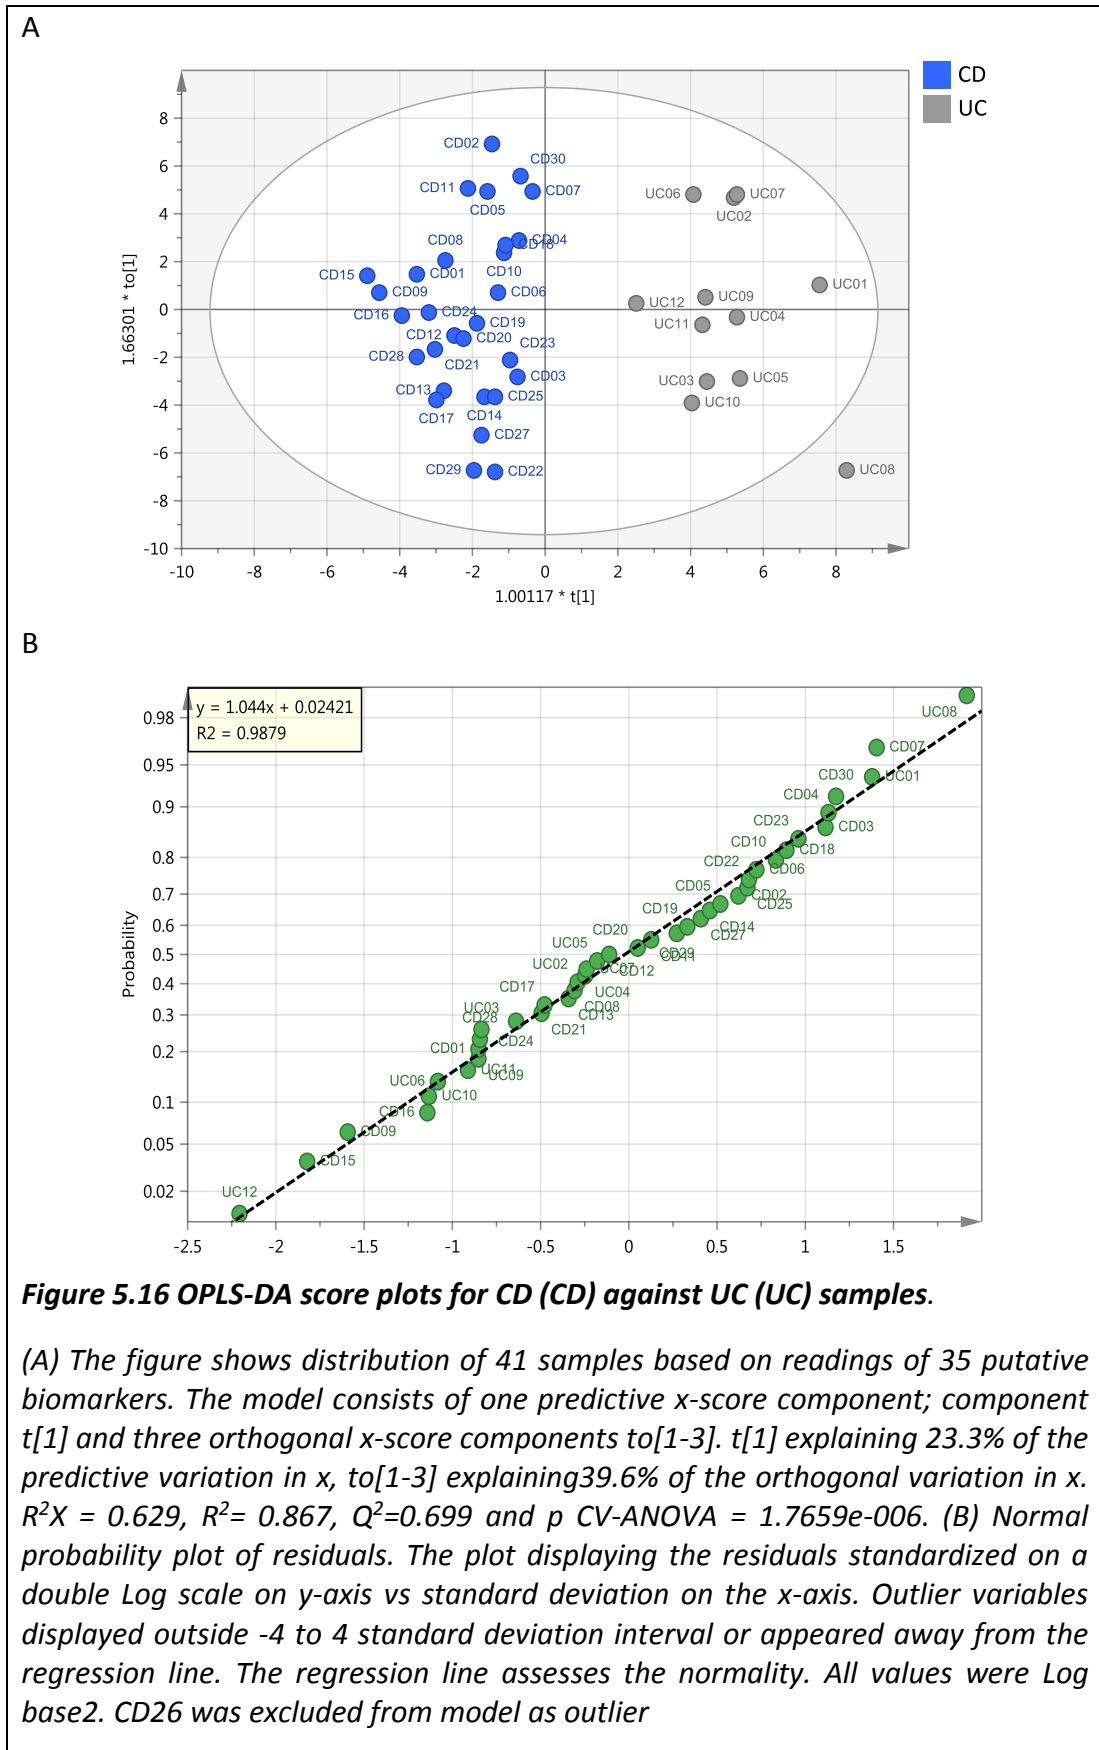 A
CD
UC
8
6
4
2
0
-2
-4
-6
-8
-10
-10 -8 -6 -4 -2 0 2 4 6 8
1.66301 * to[1]
1.00117 * t[1]
CD02
CD30
CD11
CD07
CD05
CD04
CD18
CD08
CD10
CD15
CD01
CD09
CD06
CD16
CD24
CD19
CD12
CD20
CD23
CD28
CD21
CD03
CD13
CD25
CD17
CD14
CD27
CD29
CD22
UC06
UC07
UC02
UC01
UC12
UC09
UC11
UC04
UC03
UC05
UC10
UC08
B
y = 1.044x + 0.02421
R2 = 0.9879
0.98
0.95
0.9
0.8
0.7
0.6
0.5
0.4
0.3
0.2
0.1
0.05
0.02
Probability
-2.5 -2 -1.5 -1 -0.5 0 0.5 1 1.5
UC08
CD07
CD30
UC01
CD04
CD23
CD03
CD10
CD18
CD22
CD06
CD05
CD02
CD25
CD19
CD14
CD27
CD20
CD29
CD11
UC05
CD12
UC02
UC07
CD17
UC04
CD08
CD13
UC03
CD28
CD21
CD24
CD01
UC11
UC09
UC06
UC10
CD16
CD09
CD15
UC12
Figure 5.16 OPLS-DA score plots for CD (CD) against UC (UC) samples.
(A) The figure shows distribution of 41 samples based on readings of 35 putative
biomarkers. The model consists of one predictive x-score component; component
t[1] and three orthogonal x-score components to[1-3]. t[1] explaining 23.3% of the
predictive variation in x, to[1-3] explaining39.6% of the orthogonal variation in x.
R²X = 0.629, R²= 0.867, Q²=0.699 and p CV-ANOVA = 1.7659e-006. (B) Normal
probability plot of residuals. The plot displaying the residuals standardized on a
double Log scale on y-axis vs standard deviation on the x-axis. Outlier variables
displayed outside -4 to 4 standard deviation interval or appeared away from the
regression line. The regression line assesses the normality. All values were Log
base2. CD26 was excluded from model as outlier